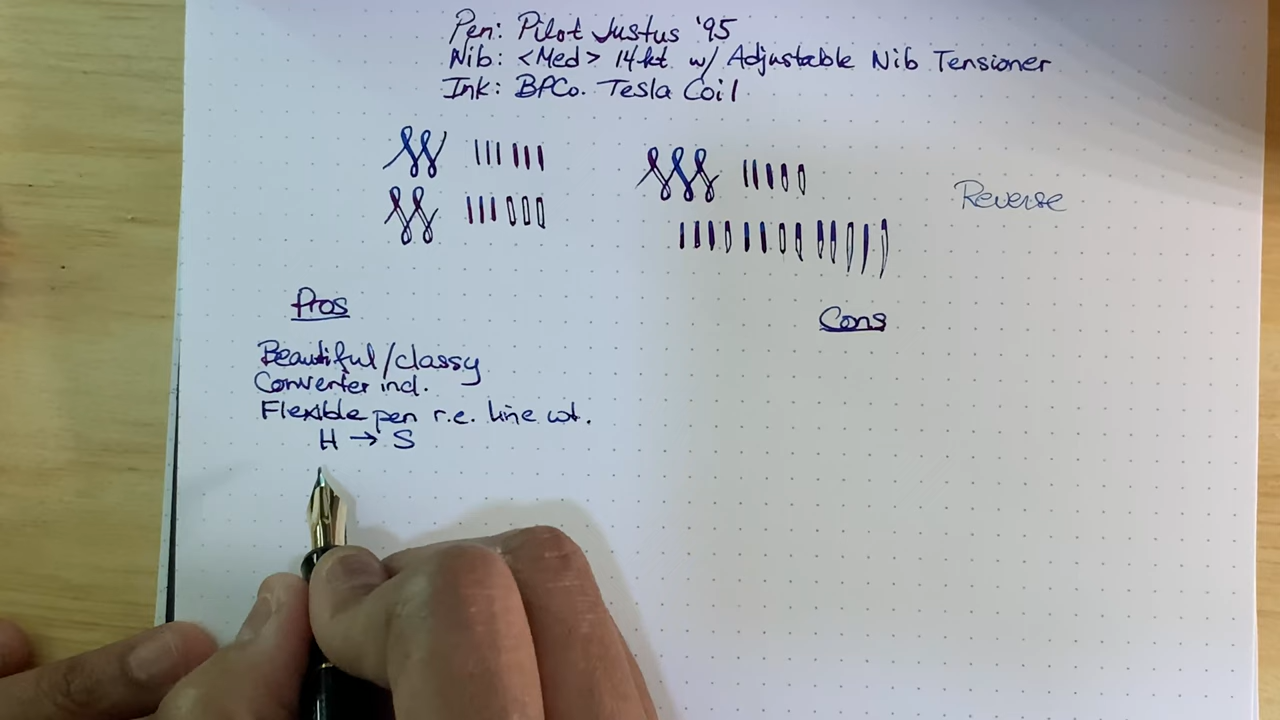 Pen: Pilot Justus '95
Nib: <Med> 14kt w/ Adjustable Nib Tensioner
Ink: BPCo. Tesla Coil
Reverse
Pros
Cons
Beautiful/classy
Converter incl.
Flexible pen r.e. line wt.
H → S